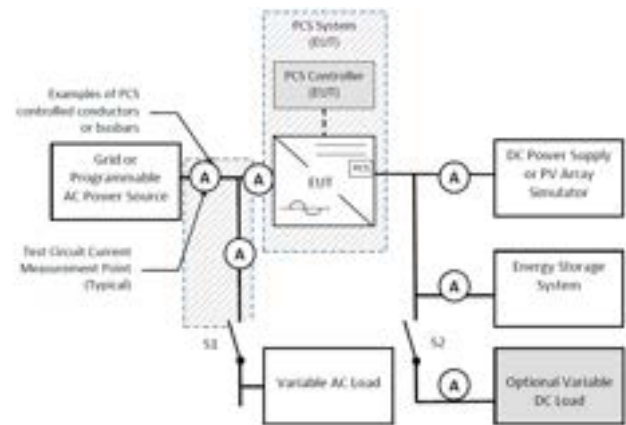 PCS System
(EUT)
PCS Controller
(EUT)
Examples of PCS
controlled conductors
or busbars
Grid or
Programmable
AC Power Source
A
A
EUT
PCS
A
DC Power Supply
or PV Array
Simulator
Test Circuit Current
Measurement Point
(Typical)
A
A
Energy Storage
System
S1
S2
Variable AC Load
A
Optional Variable
DC Load